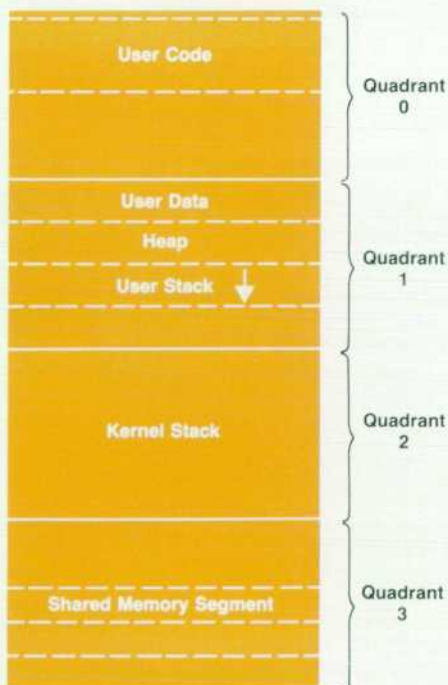 User Code
Quadrant
0
User Data
Heap
User Stack
Quadrant
1
Kernel Stack
Quadrant
2
Shared Memory Segment
Quadrant
3